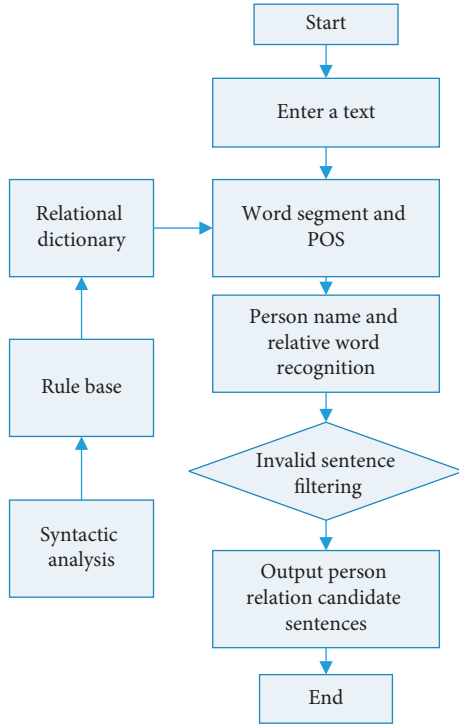 Start
Enter a text
Relational
dictionary
Word segment and
POS
Person name and
relative word
recognition
Rule base
Invalid sentence
filtering
Syntactic
analysis
Output person
relation candidate
sentences
End